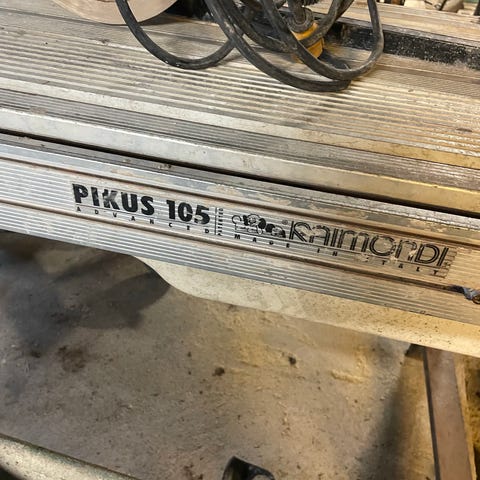 PIKUS 105 RAIMONDI
ADVANCED MADE IN ITALY